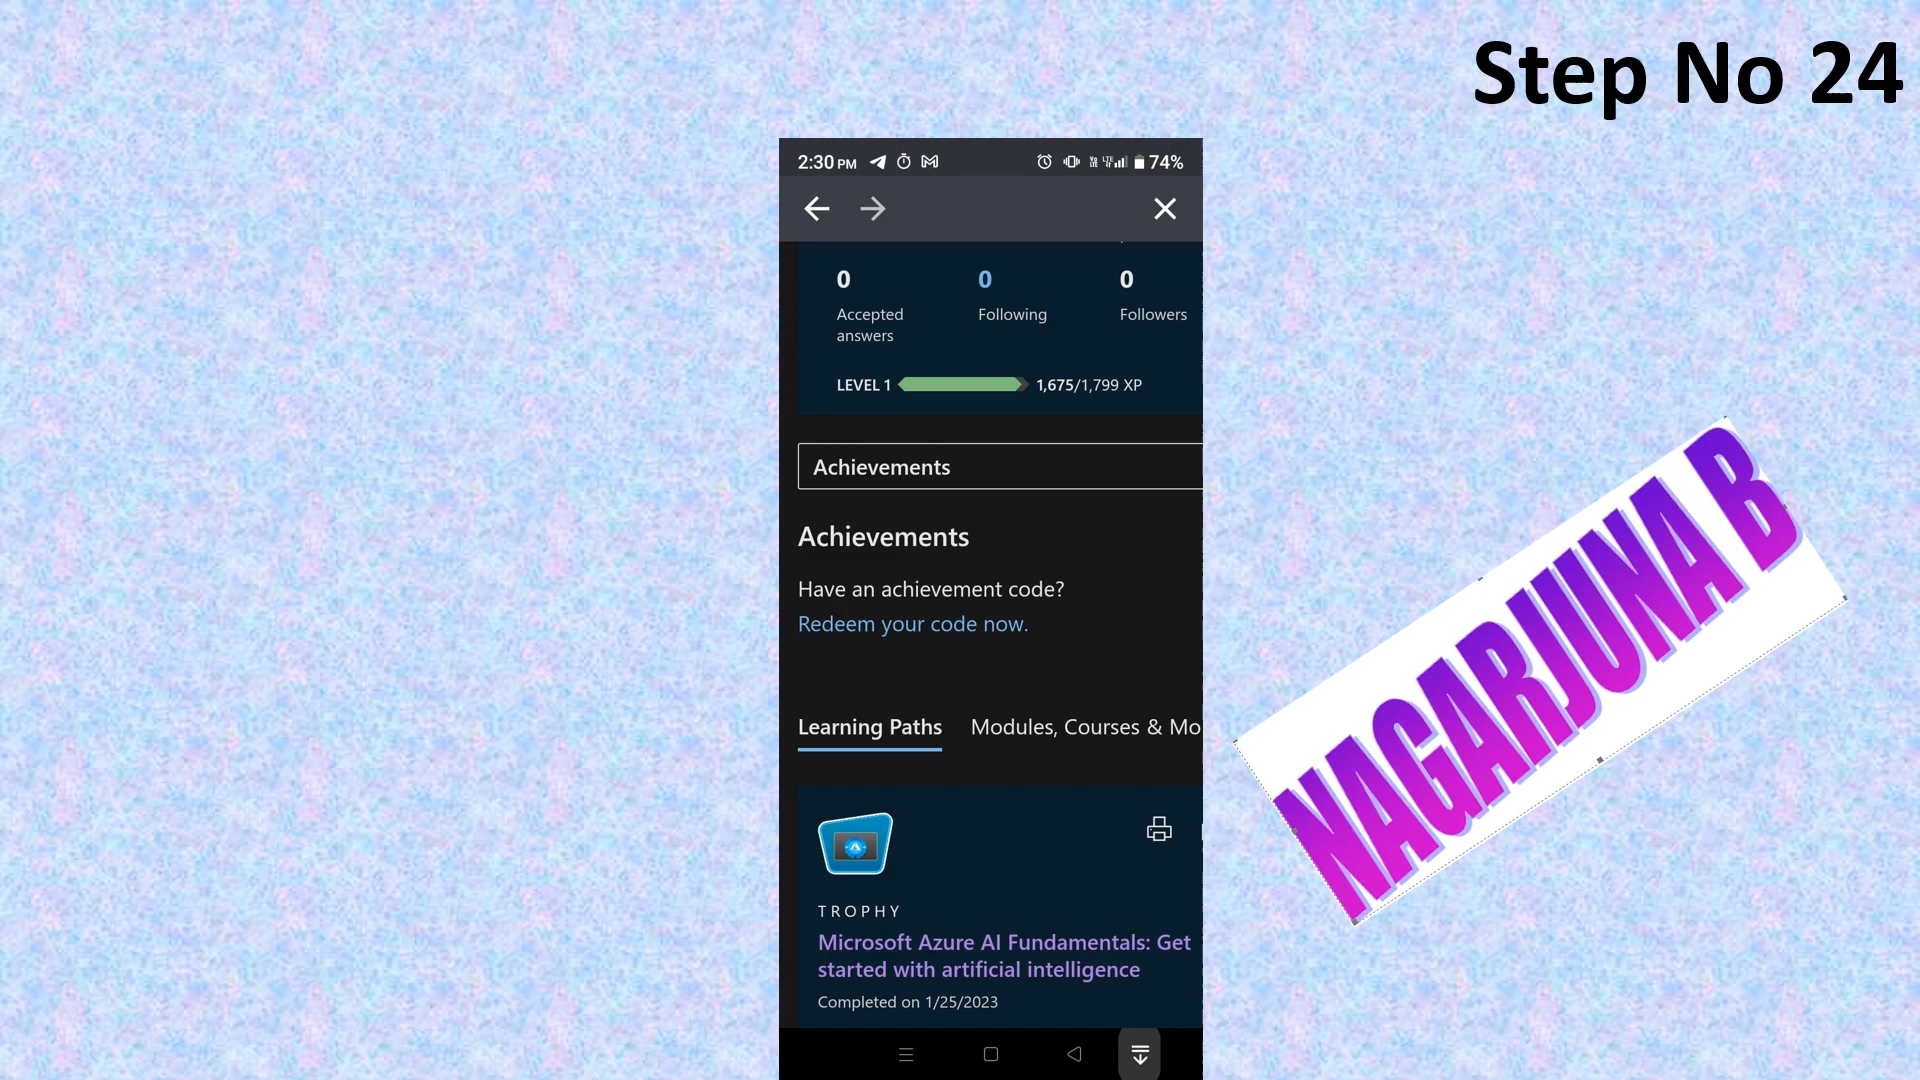 Step No 24
2:30 PM
74%
0 0 0
Accepted answers Following Followers
LEVEL 1 1,675/1,799 XP
Achievements
Achievements
Have an achievement code?
Redeem your code now.
Learning Paths Modules, Courses & Mo
TROPHY
Microsoft Azure AI Fundamentals: Get
started with artificial intelligence
Completed on 1/25/2023
NAGARJUNA B